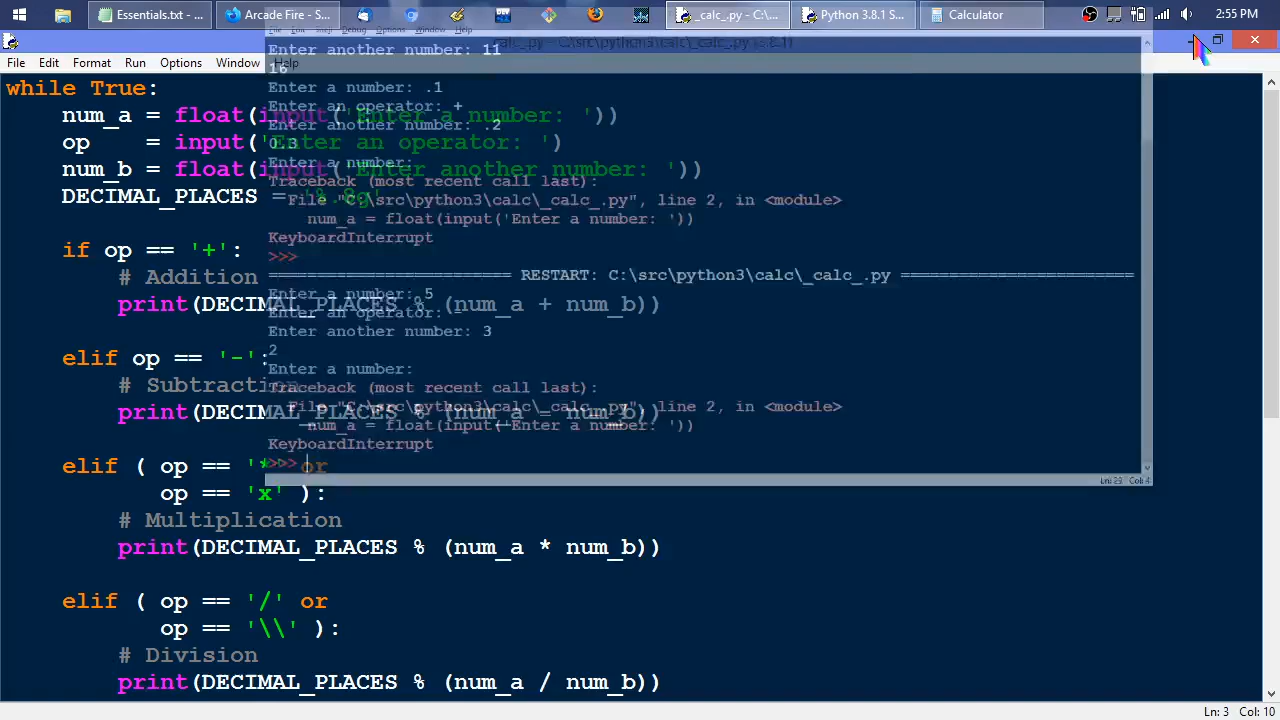 Essentials.txt - ...
Arcade Fire - S...
_calc_.py - C:\...
Python 3.8.1 S...
Calculator
2:55 PM
File Edit Format Run Options Window Help
while True:
num_a = float(input('Enter a number: '))
op = input('Enter an operator: ')
num_b = float(input('Enter another number: '))
DECIMAL_PLACES = '%.8g'
if op == '+':
# Addition
print(DECIMAL_PLACES % (num_a + num_b))
elif op == '-':
# Subtraction
print(DECIMAL_PLACES % (num_a - num_b))
elif ( op == '*' or
op == 'x' ):
# Multiplication
print(DECIMAL_PLACES % (num_a * num_b))
elif ( op == '/' or
op == '\\' ):
# Division
print(DECIMAL_PLACES % (num_a / num_b))
Enter another number: 11
16
Enter a number: .1
Enter an operator: +
Enter another number: .2
0.3
Enter a number:
Traceback (most recent call last):
File "C:\src\python3\calc\_calc_.py", line 2, in <module>
num_a = float(input('Enter a number: '))
KeyboardInterrupt
>>>
========================= RESTART: C:\src\python3\calc\_calc_.py ========================
Enter a number: 5
Enter an operator: -
Enter another number: 3
2
Enter a number:
Traceback (most recent call last):
File "C:\src\python3\calc\_calc_.py", line 2, in <module>
num_a = float(input('Enter a number: '))
KeyboardInterrupt
>>>
Ln: 3 Col: 10